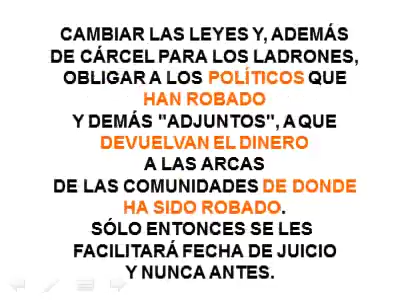 CAMBIAR LAS LEYES Y, ADEMÁS
DE CÁRCEL PARA LOS LADRONES,
OBLIGAR A LOS POLÍTICOS QUE
HAN ROBADO
Y DEMÁS "ADJUNTOS", A QUE
DEVUELVAN EL DINERO
A LAS ARCAS
DE LAS COMUNIDADES DE DONDE
HA SIDO ROBADO.
SÓLO ENTONCES SE LES
FACILITARÁ FECHA DE JUICIO
Y NUNCA ANTES.